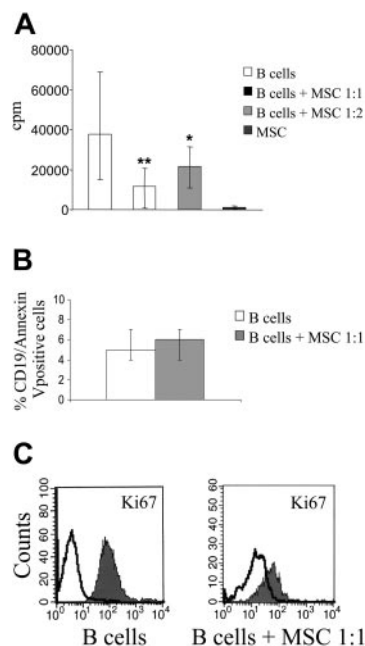 A
80000
60000
40000
20000
0
cpm
**
*
B cells
B cells + MSC 1:1
B cells + MSC 1:2
MSC
B
10
8
6
4
2
0
% CD19/Annexin
Vpositive cells
B cells
B cells + MSC 1:1
C
Counts
100
80
60
40
20
0
Ki67
10⁰ 10¹ 10² 10³ 10⁴
B cells
60
50
40
30
20
10
0
Ki67
10⁰ 10¹ 10² 10³ 10⁴
B cells + MSC 1:1